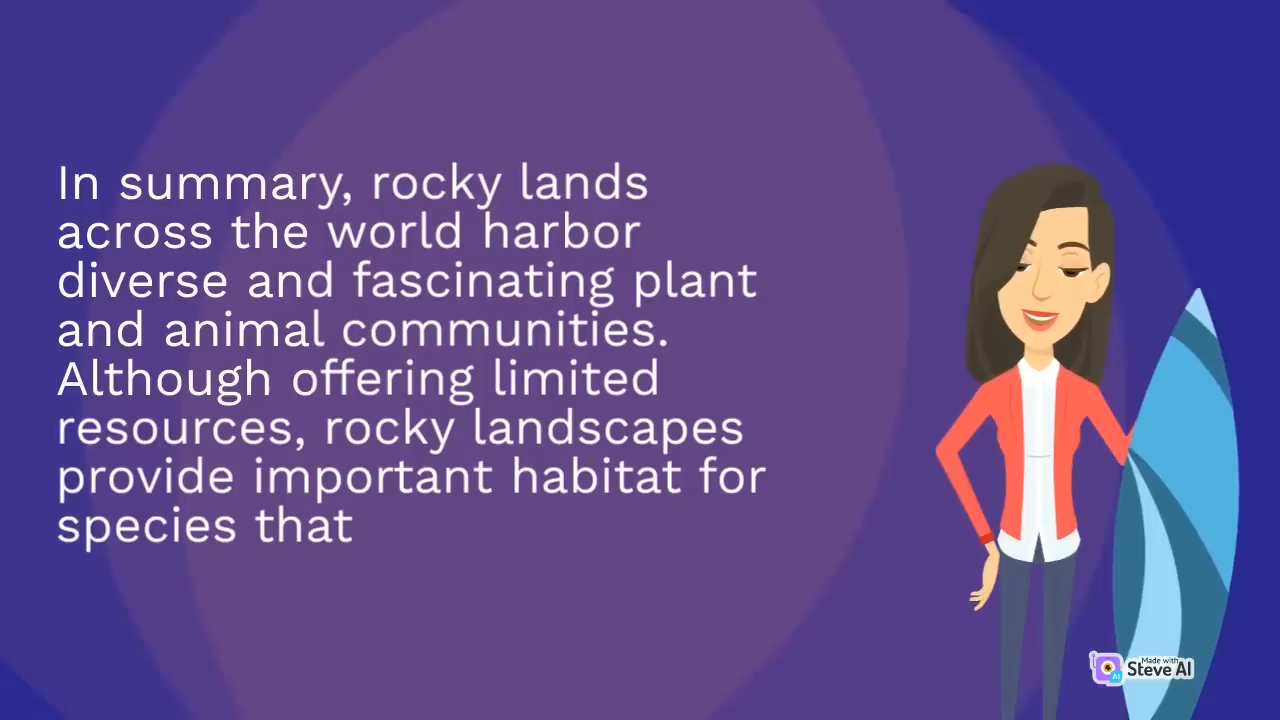 In summary, rocky lands
across the world harbor
diverse and fascinating plant
and animal communities.
Although offering limited
resources, rocky landscapes
provide important habitat for
species that
Made with
AI Steve AI